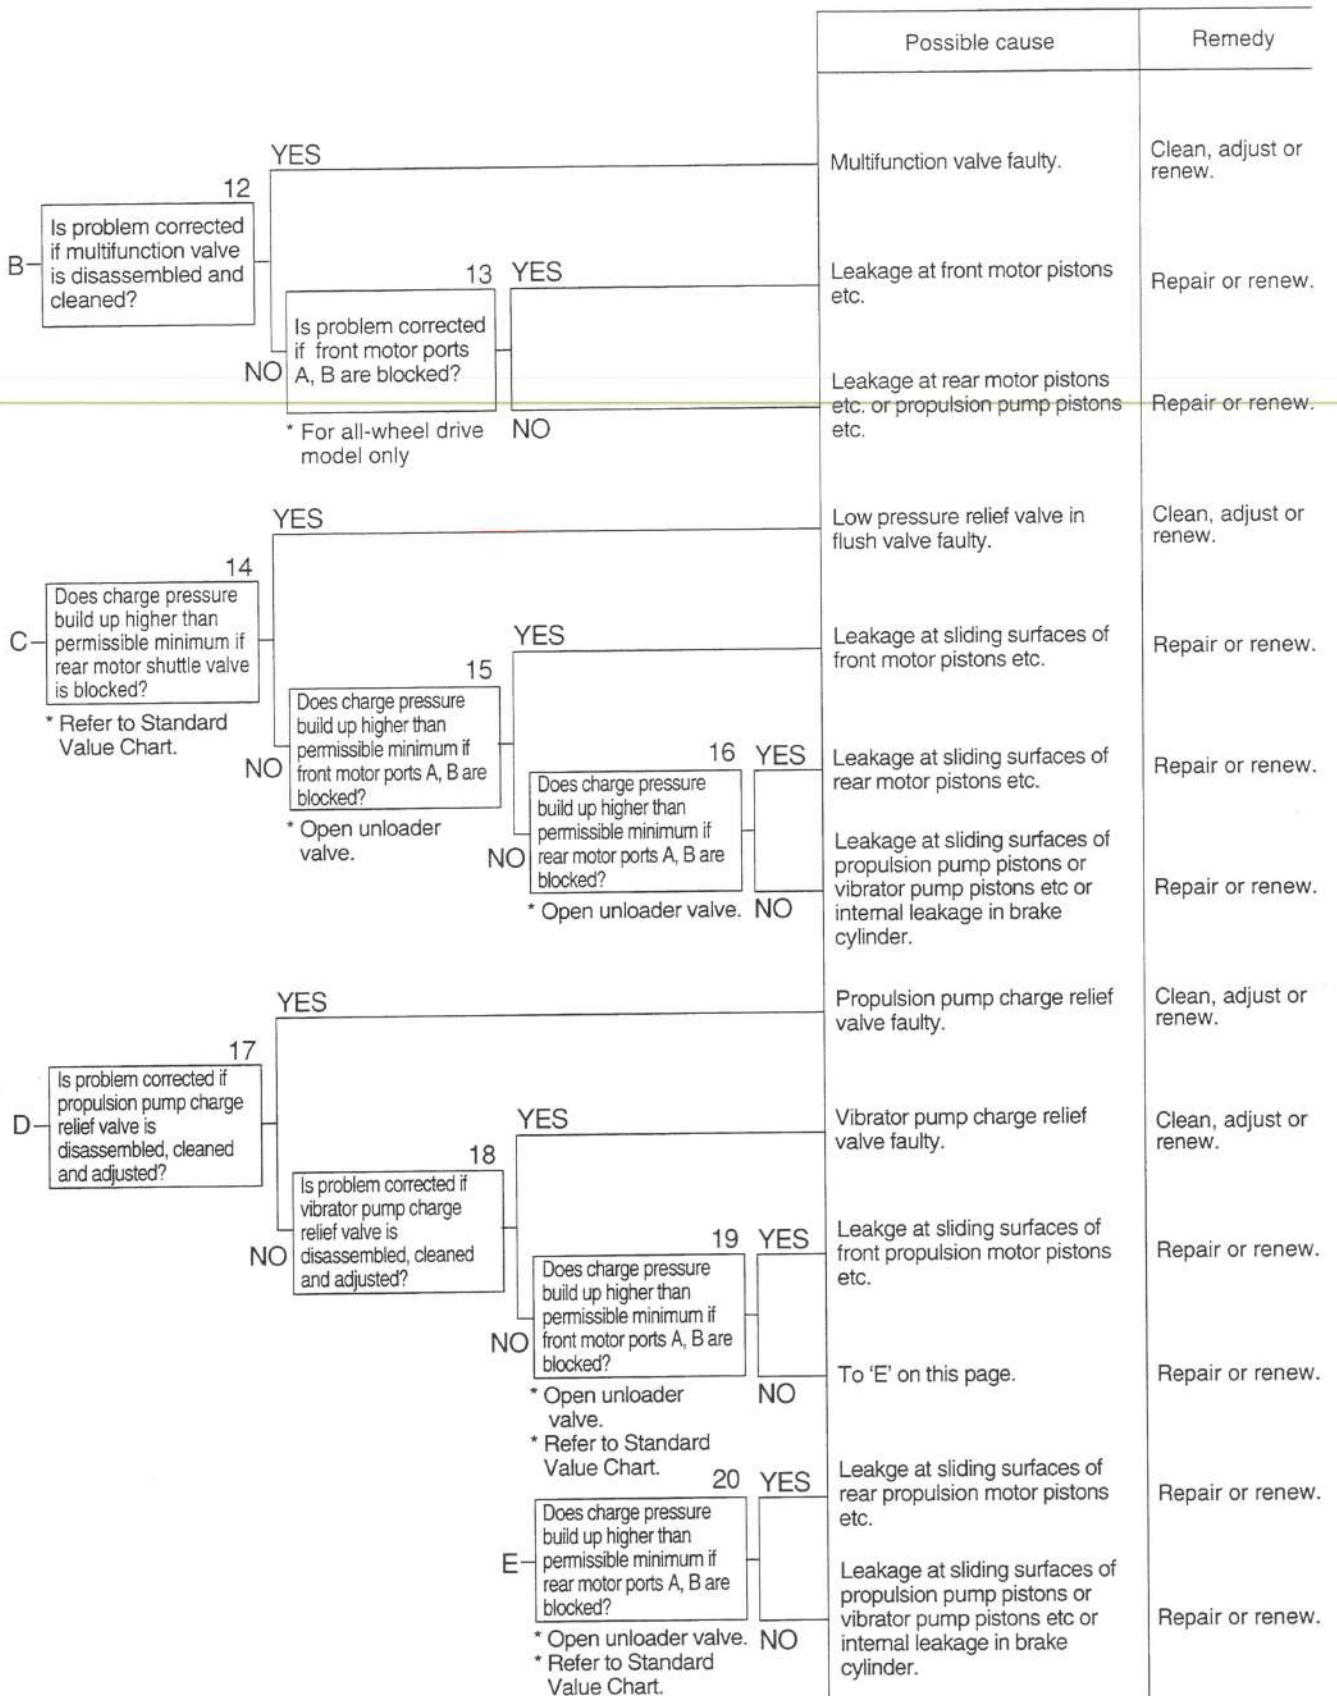 Possible cause
Remedy
YES
Multifunction valve faulty.
Clean, adjust or
renew.
12
B
Is problem corrected
if multifunction valve
is disassembled and
cleaned?
13
YES
Leakage at front motor pistons
etc.
Repair or renew.
NO
Is problem corrected
if front motor ports
A, B are blocked?
* For all-wheel drive
model only
NO
Leakage at rear motor pistons
etc. or propulsion pump pistons
etc.
Repair or renew.
YES
Low pressure relief valve in
flush valve faulty.
Clean, adjust or
renew.
14
C
Does charge pressure
build up higher than
permissible minimum if
rear motor shuttle valve
is blocked?
* Refer to Standard
Value Chart.
YES
Leakage at sliding surfaces of
front motor pistons etc.
Repair or renew.
15
NO
Does charge pressure
build up higher than
permissible minimum if
front motor ports A, B are
blocked?
* Open unloader
valve.
16
YES
Leakage at sliding surfaces of
rear motor pistons etc.
Repair or renew.
NO
Does charge pressure
build up higher than
permissible minimum if
rear motor ports A, B are
blocked?
* Open unloader valve.
NO
Leakage at sliding surfaces of
propulsion pump pistons or
vibrator pump pistons etc or
internal leakage in brake
cylinder.
Repair or renew.
YES
Propulsion pump charge relief
valve faulty.
Clean, adjust or
renew.
17
D
Is problem corrected if
propulsion pump charge
relief valve is
disassembled, cleaned
and adjusted?
YES
Vibrator pump charge relief
valve faulty.
Clean, adjust or
renew.
18
NO
Is problem corrected if
vibrator pump charge
relief valve is
disassembled, cleaned
and adjusted?
19
YES
Leakge at sliding surfaces of
front propulsion motor pistons
etc.
Repair or renew.
NO
Does charge pressure
build up higher than
permissible minimum if
front motor ports A, B are
blocked?
* Open unloader
valve.
* Refer to Standard
Value Chart.
NO
To 'E' on this page.
Repair or renew.
20
YES
Leakge at sliding surfaces of
rear propulsion motor pistons
etc.
Repair or renew.
E
Does charge pressure
build up higher than
permissible minimum if
rear motor ports A, B are
blocked?
* Open unloader valve.
* Refer to Standard
Value Chart.
NO
Leakage at sliding surfaces of
propulsion pump pistons or
vibrator pump pistons etc or
internal leakage in brake
cylinder.
Repair or renew.